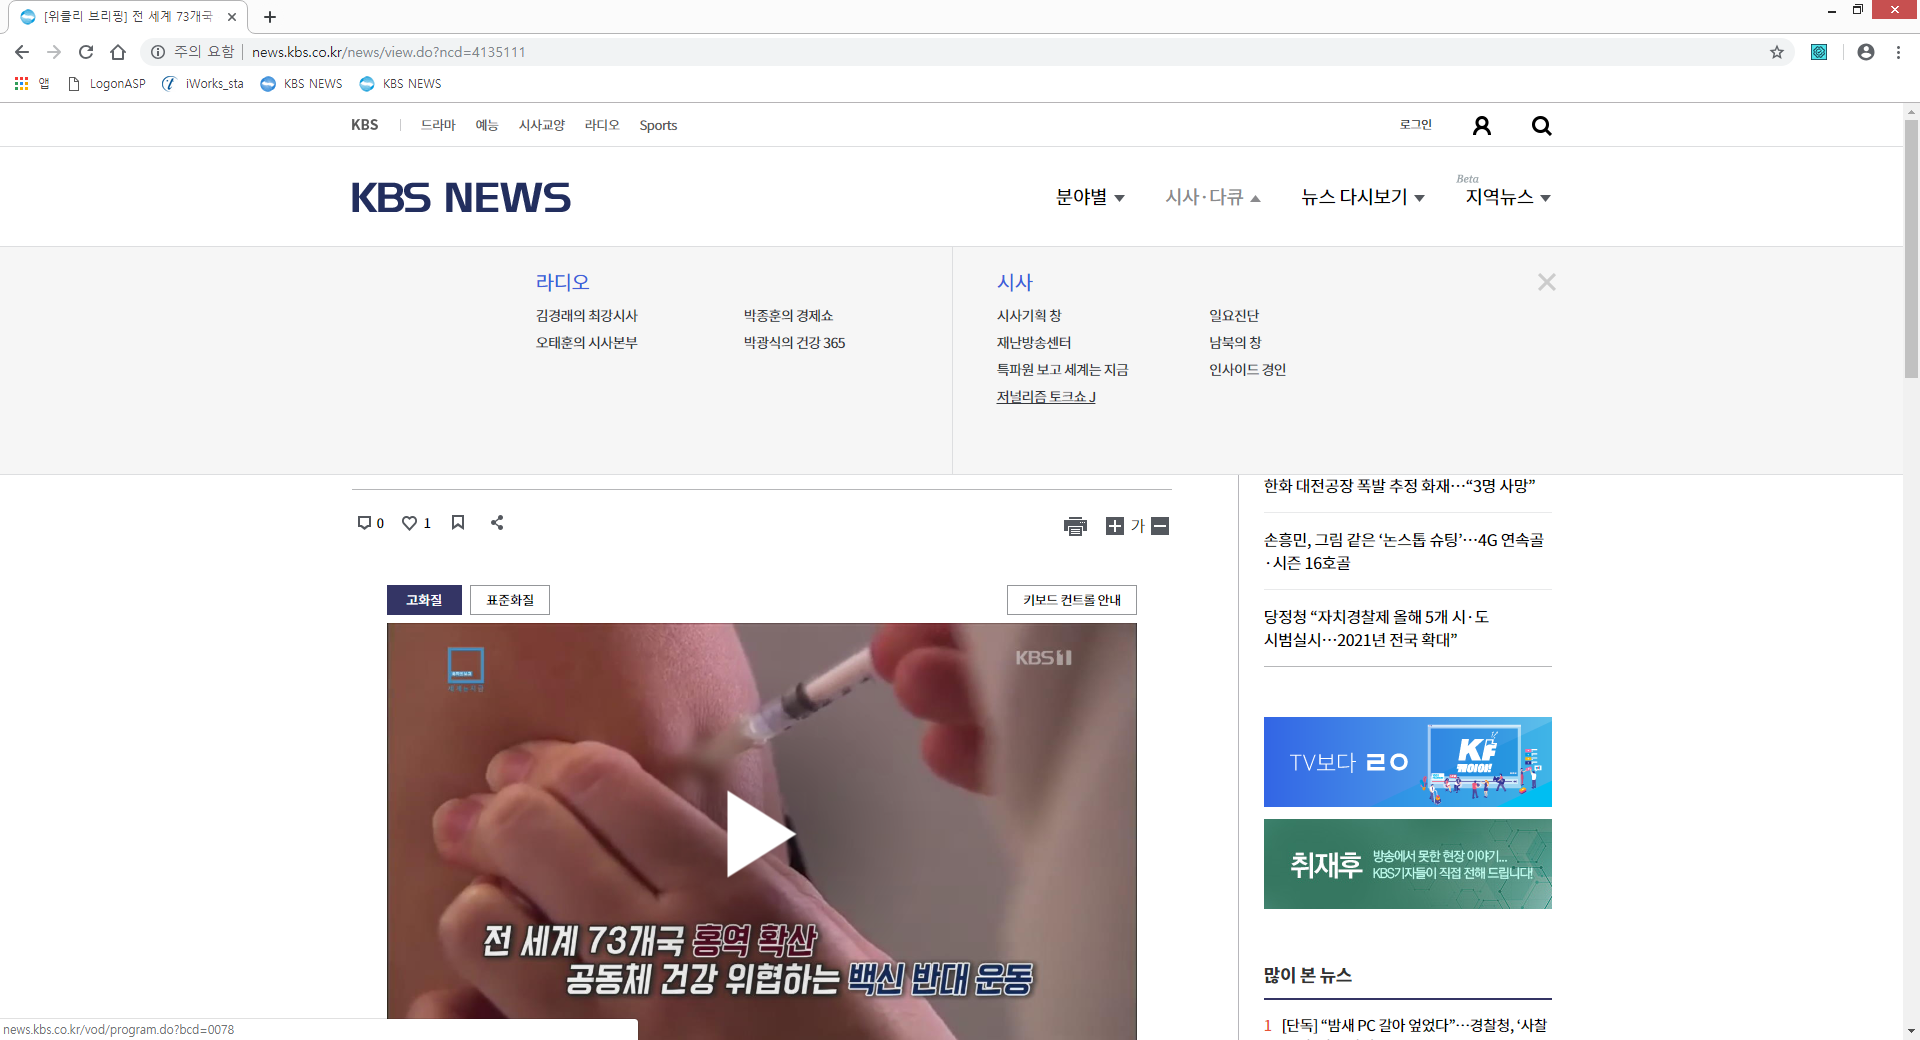 [위클리 브리핑] 전 세계 73개국
주의 요함 news.kbs.co.kr/news/view.do?ncd=4135111
앱 LogonASP iWorks_sta KBS NEWS KBS NEWS
KBS 드라마 예능 시사교양 라디오 Sports 로그인
KBS NEWS
분야별 시사·다큐 뉴스 다시보기 Beta 지역뉴스
라디오
김경래의 최강시사 박종훈의 경제쇼
오태훈의 시사본부 박광식의 건강 365
시사
시사기획 창 일요진단
재난방송센터 남북의 창
특파원 보고 세계는 지금 인사이드 경인
저널리즘 토크쇼 J
0 1 가
고화질 표준화질 키보드 컨트롤 안내
KBS1
세계는지금
전 세계 73개국 홍역 확산
공동체 건강 위협하는 백신 반대 운동
한화 대전공장 폭발 추정 화재…“3명 사망”
손흥민, 그림 같은 ‘논스톱 슈팅’…4G 연속골
·시즌 16호골
당정청 “자치경찰제 올해 5개 시·도
시범실시…2021년 전국 확대”
TV보다 ㄹㅇ
케이야!
취재후 방송에서 못한 현장 이야기...
KBS기자들이 직접 전해 드립니다!
많이 본 뉴스
1 [단독] “밤새 PC 갈아 엎었다”…경찰청, ‘사찰
news.kbs.co.kr/vod/program.do?bcd=0078